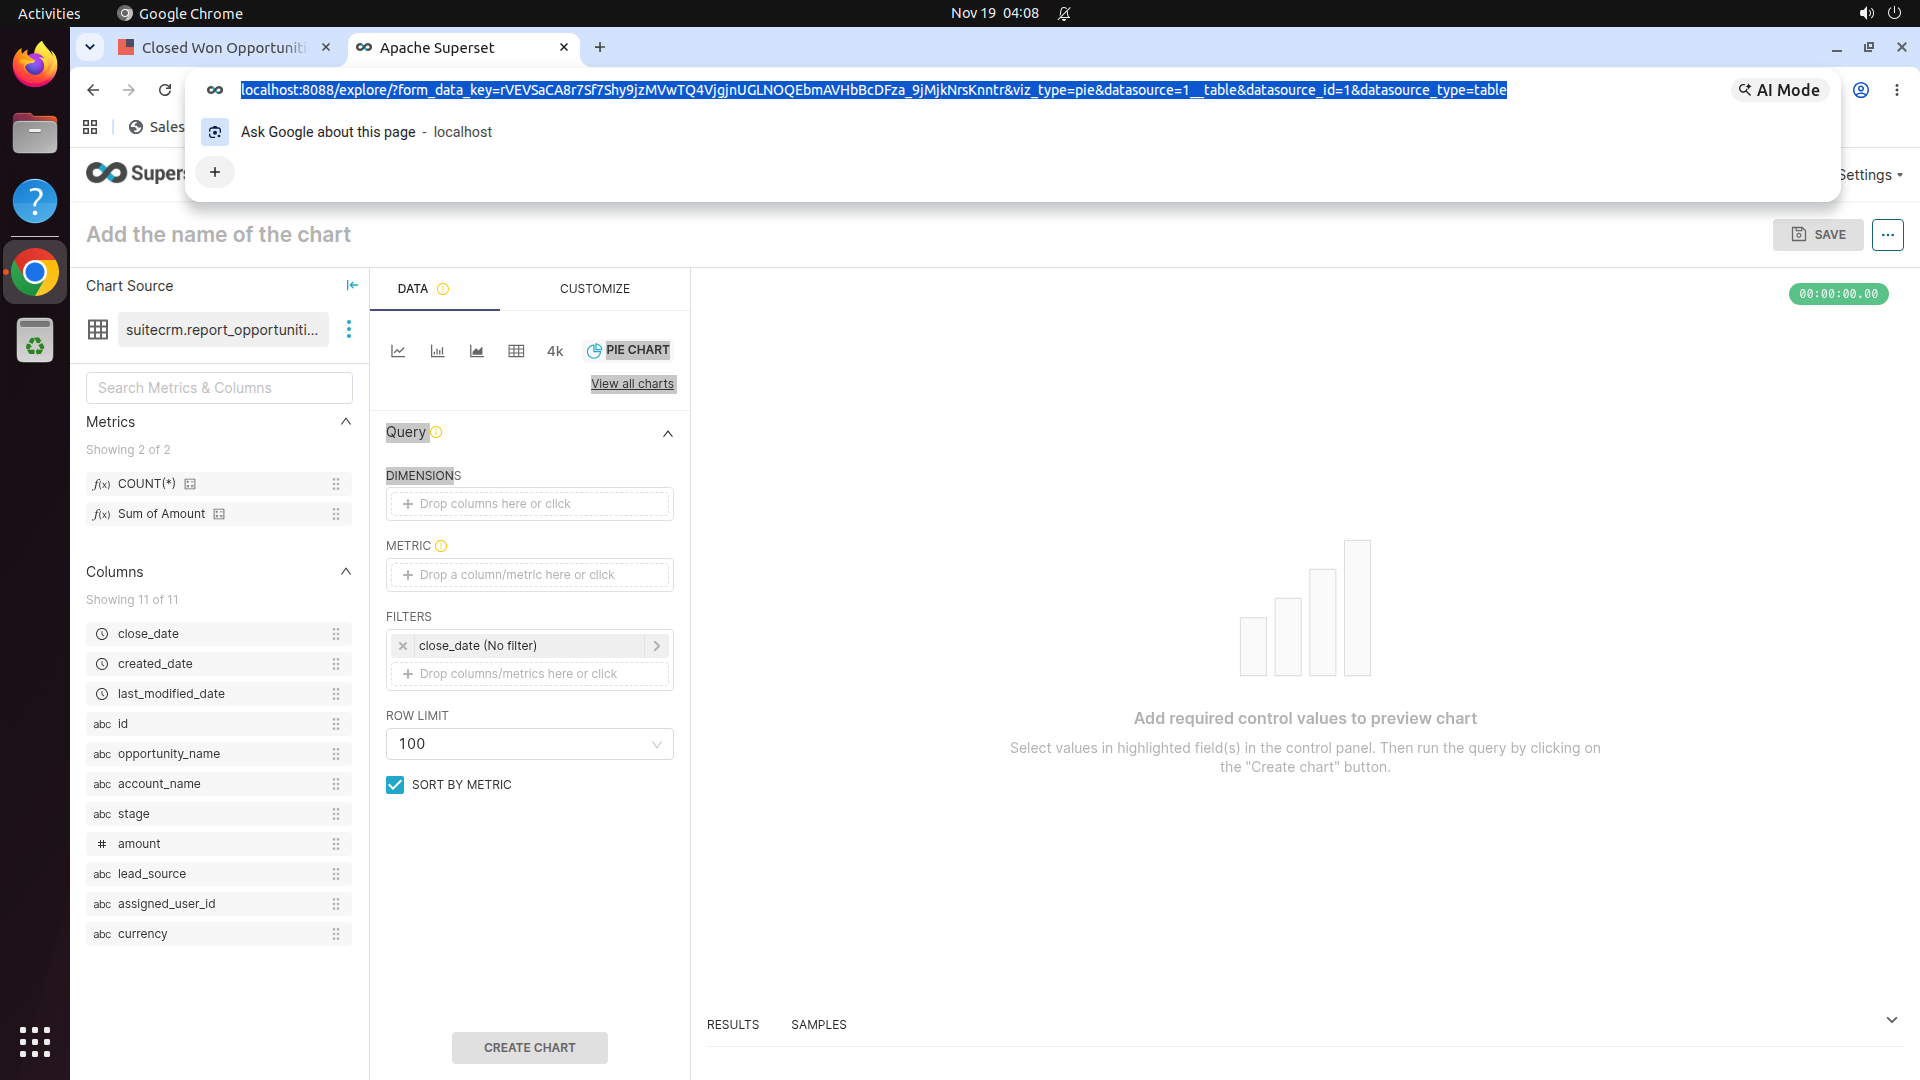 Activities
Google Chrome
Nov 19 04:08
Closed Won Opportuniti
Apache Superset
localhost:8088/explore/?form_data_key=rVEVSaCA8r7Sf7Shy9jzMVwTQ4VjgjnUGLNOQEbmAVHbBcDFza_9jMjkNrsKnntr&viz_type=pie&datasource=1__table&datasource_id=1&datasource_type=table
AI Mode
Sales
Ask Google about this page - localhost
Super
Settings
Add the name of the chart
SAVE
Chart Source
suitecrm.report_opportuniti...
Search Metrics & Columns
Metrics
Showing 2 of 2
f(x) COUNT(*)
f(x) Sum of Amount
Columns
Showing 11 of 11
close_date
created_date
last_modified_date
abc id
abc opportunity_name
abc account_name
abc stage
# amount
abc lead_source
abc assigned_user_id
abc currency
DATA
CUSTOMIZE
4k
PIE CHART
View all charts
Query
DIMENSIONS
Drop columns here or click
METRIC
Drop a column/metric here or click
FILTERS
close_date (No filter)
Drop columns/metrics here or click
ROW LIMIT
100
SORT BY METRIC
CREATE CHART
00:00:00.00
Add required control values to preview chart
Select values in highlighted field(s) in the control panel. Then run the query by clicking on
the "Create chart" button.
RESULTS
SAMPLES